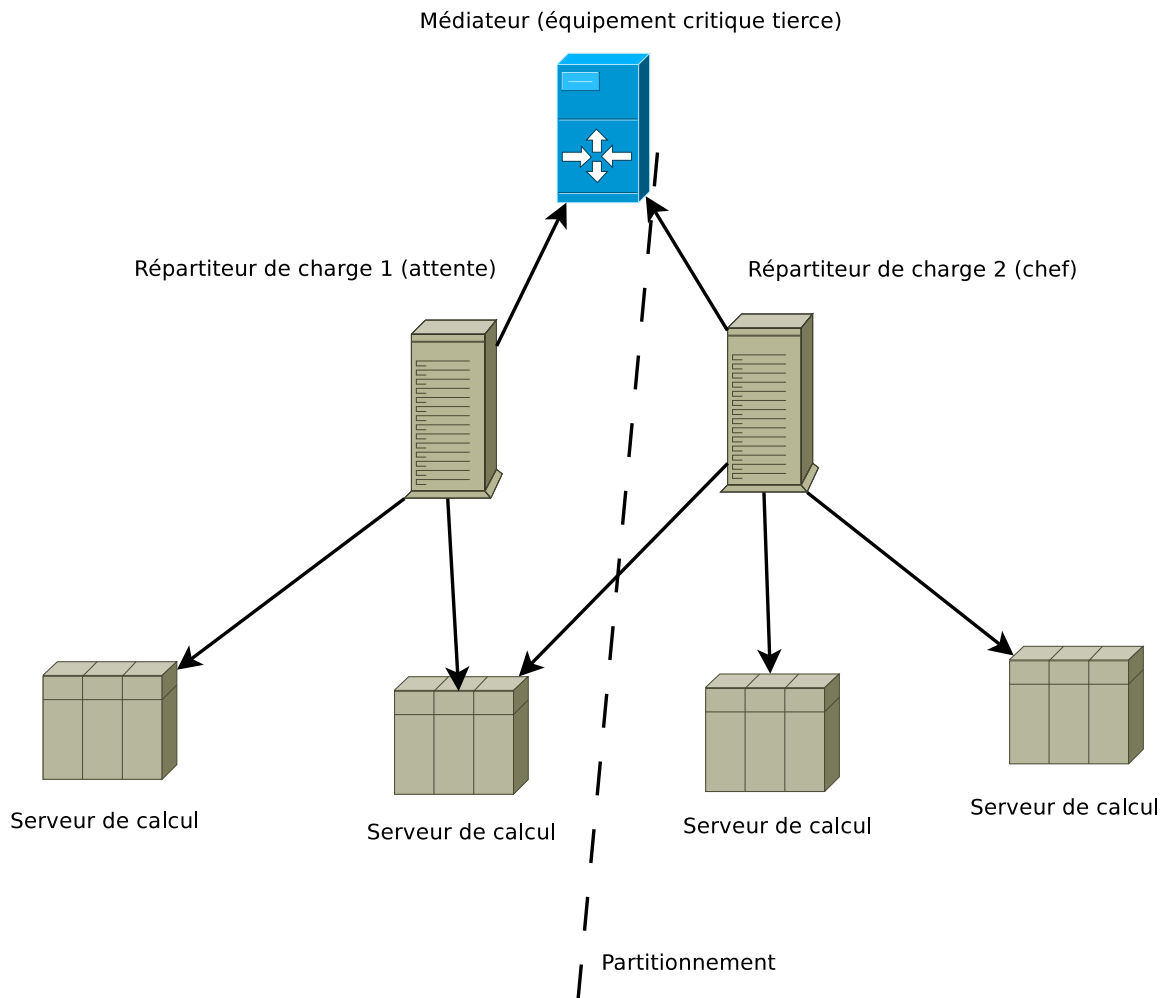 Médiateur (équipement critique tierce)
Répartiteur de charge 1 (attente)
Répartiteur de charge 2 (chef)
Serveur de calcul
Serveur de calcul
Serveur de calcul
Serveur de calcul
Partitionnement